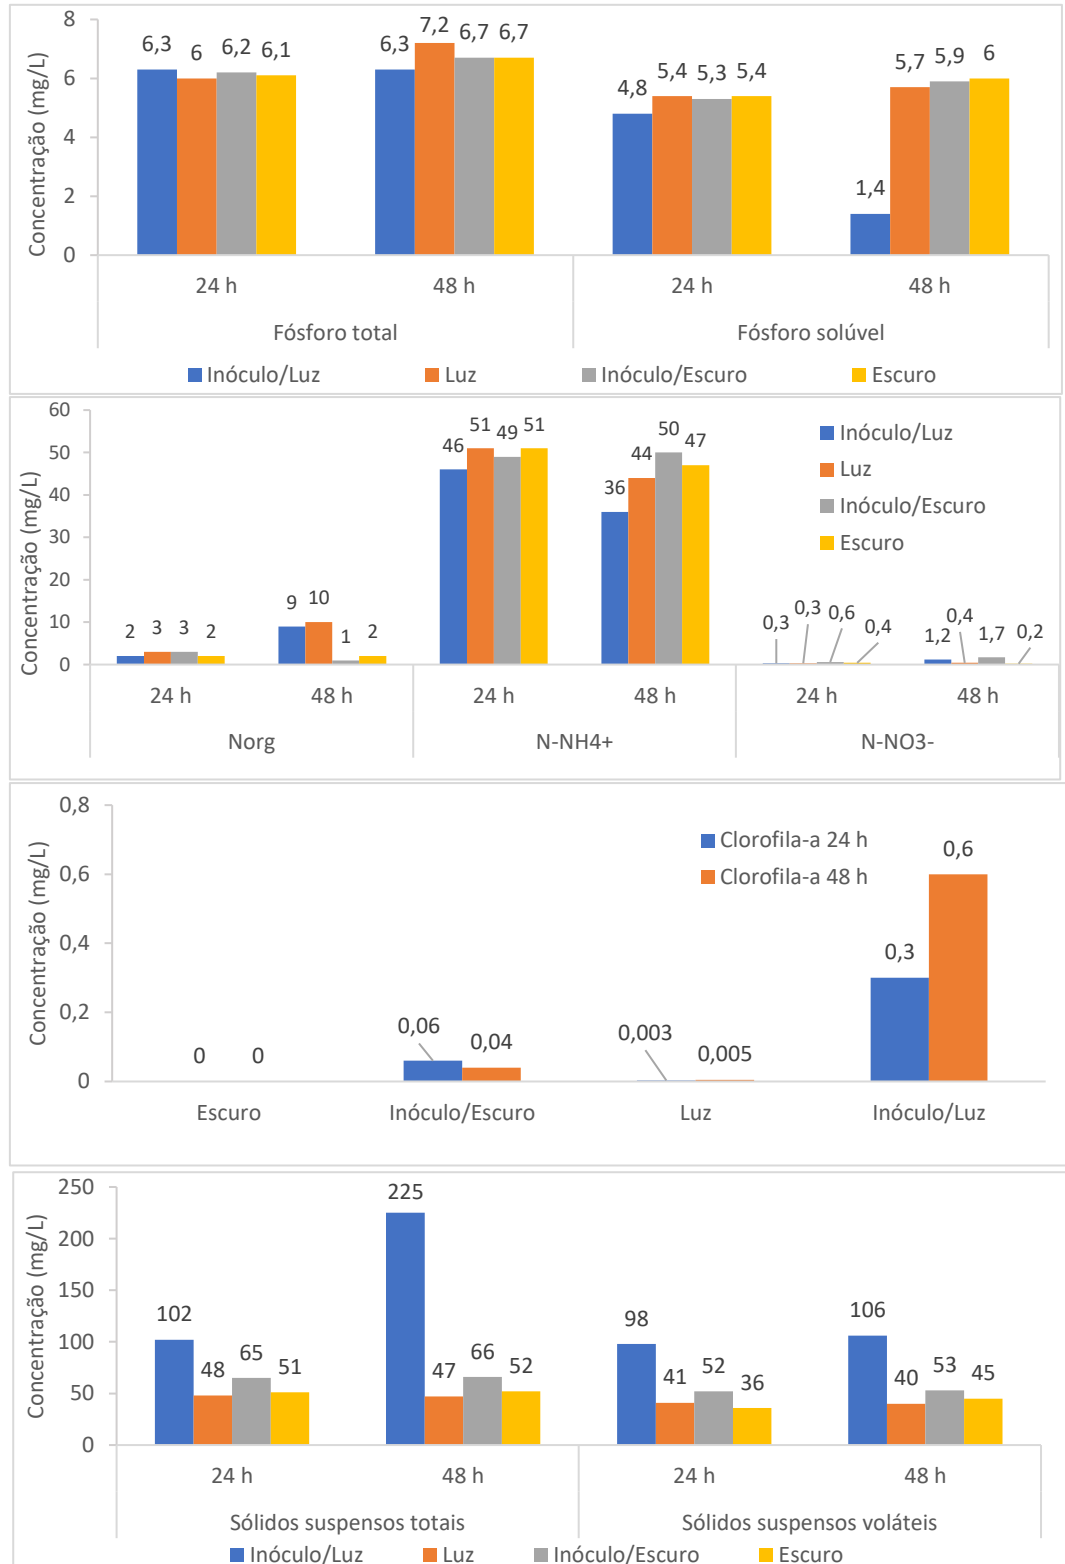 Concentração (mg/L)
8
6
4
2
0
6,3 6 6,2 6,1
6,3 7,2 6,7 6,7
4,8 5,4 5,3 5,4
1,4 5,7 5,9 6
24 h 48 h 24 h 48 h
Fósforo total Fósforo solúvel
Inóculo/Luz Luz Inóculo/Escuro Escuro
Concentração (mg/L)
60
50
40
30
20
10
0
2 3 3 2
9 10 1 2
46 51 49 51
36 44 50 47
0,3 0,3 0,6 0,4
1,2 0,4 1,7 0,2
Inóculo/Luz
Luz
Inóculo/Escuro
Escuro
24 h 48 h 24 h 48 h 24 h 48 h
Norg N-NH4+ N-NO3-
Concentração (mg/L)
0,8
0,6
0,4
0,2
0
Clorofila-a 24 h
Clorofila-a 48 h
0 0
0,06 0,04
0,003 0,005
0,3 0,6
Escuro Inóculo/Escuro Luz Inóculo/Luz
Concentração (mg/L)
250
200
150
100
50
0
102 48 65 51
225 47 66 52
98 41 52 36
106 40 53 45
24 h 48 h 24 h 48 h
Sólidos suspensos totais Sólidos suspensos voláteis
Inóculo/Luz Luz Inóculo/Escuro Escuro